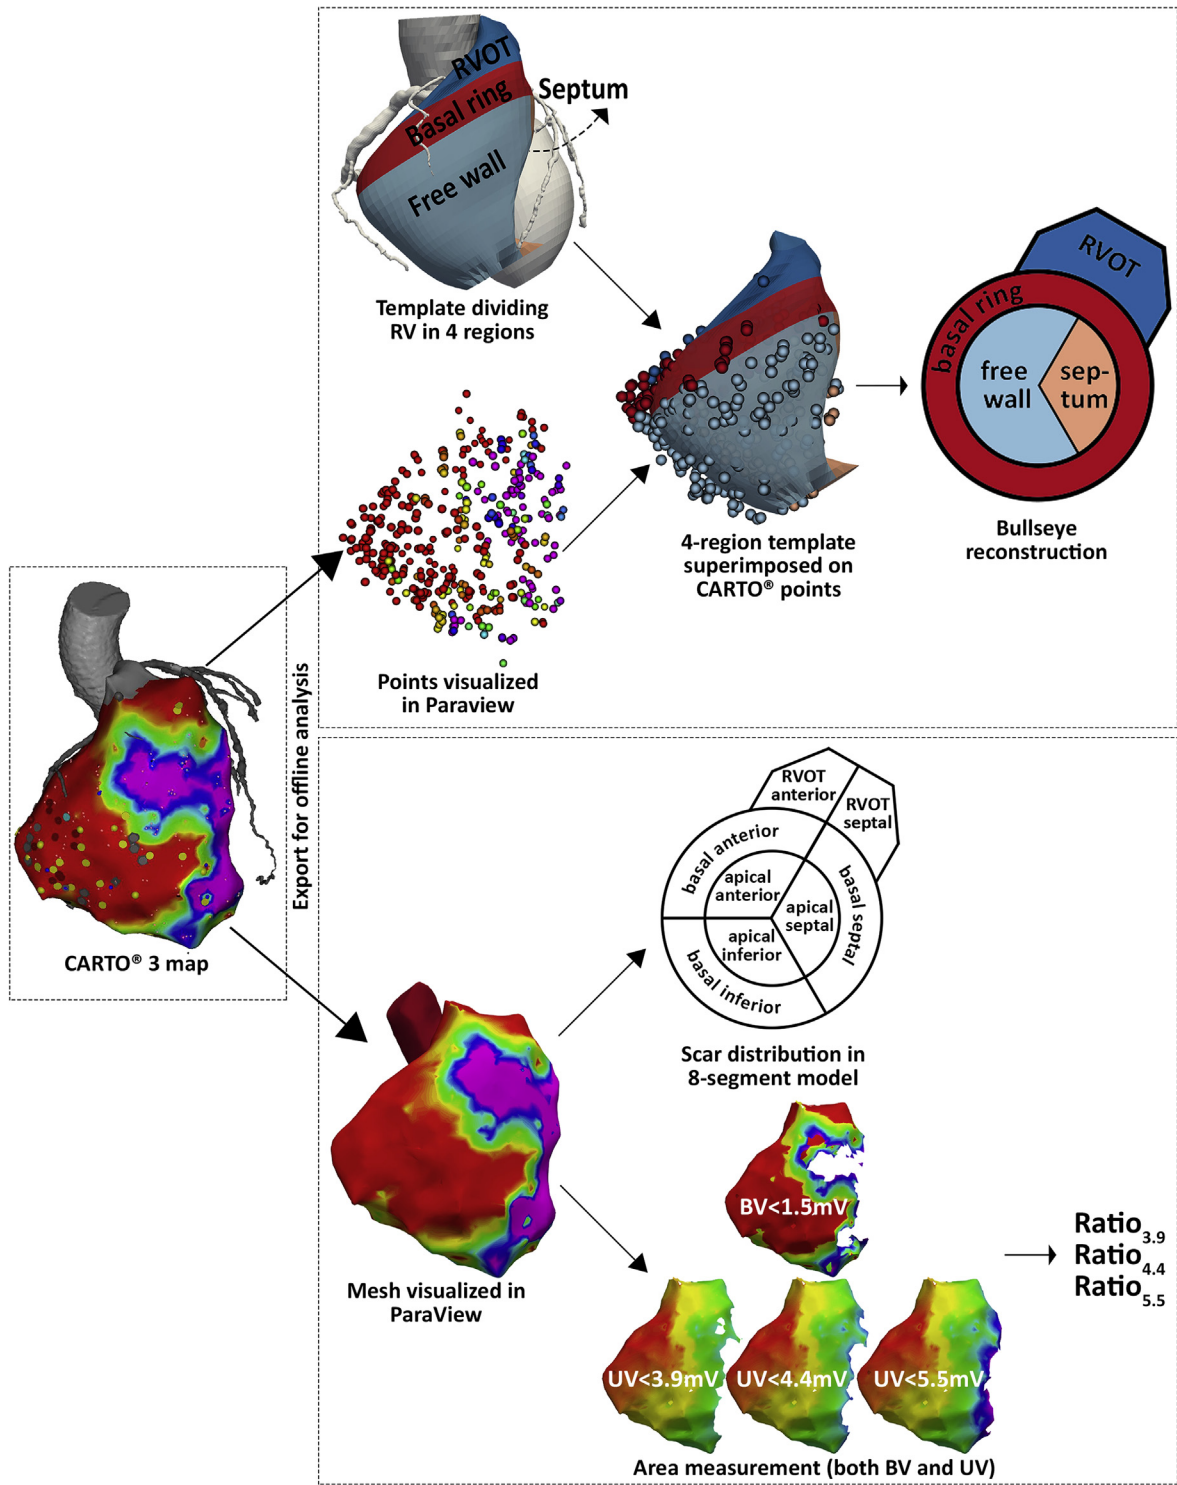 RVOT
Basal ring
Septum
Free wall
Template dividing
RV in 4 regions
RVOT
basal ring
free
wall
sep-
tum
4-region template
superimposed on
CARTO® points
Bullseye
reconstruction
Points visualized
in Paraview
Export for offline analysis
CARTO® 3 map
RVOT
anterior
RVOT
septal
basal anterior
apical
anterior
apical
septal
basal septal
apical
inferior
basal inferior
Scar distribution in
8-segment model
Mesh visualized in
ParaView
BV<1.5mV
Ratio3.9
Ratio4.4
Ratio5.5
UV<3.9mV
UV<4.4mV
UV<5.5mV
Area measurement (both BV and UV)